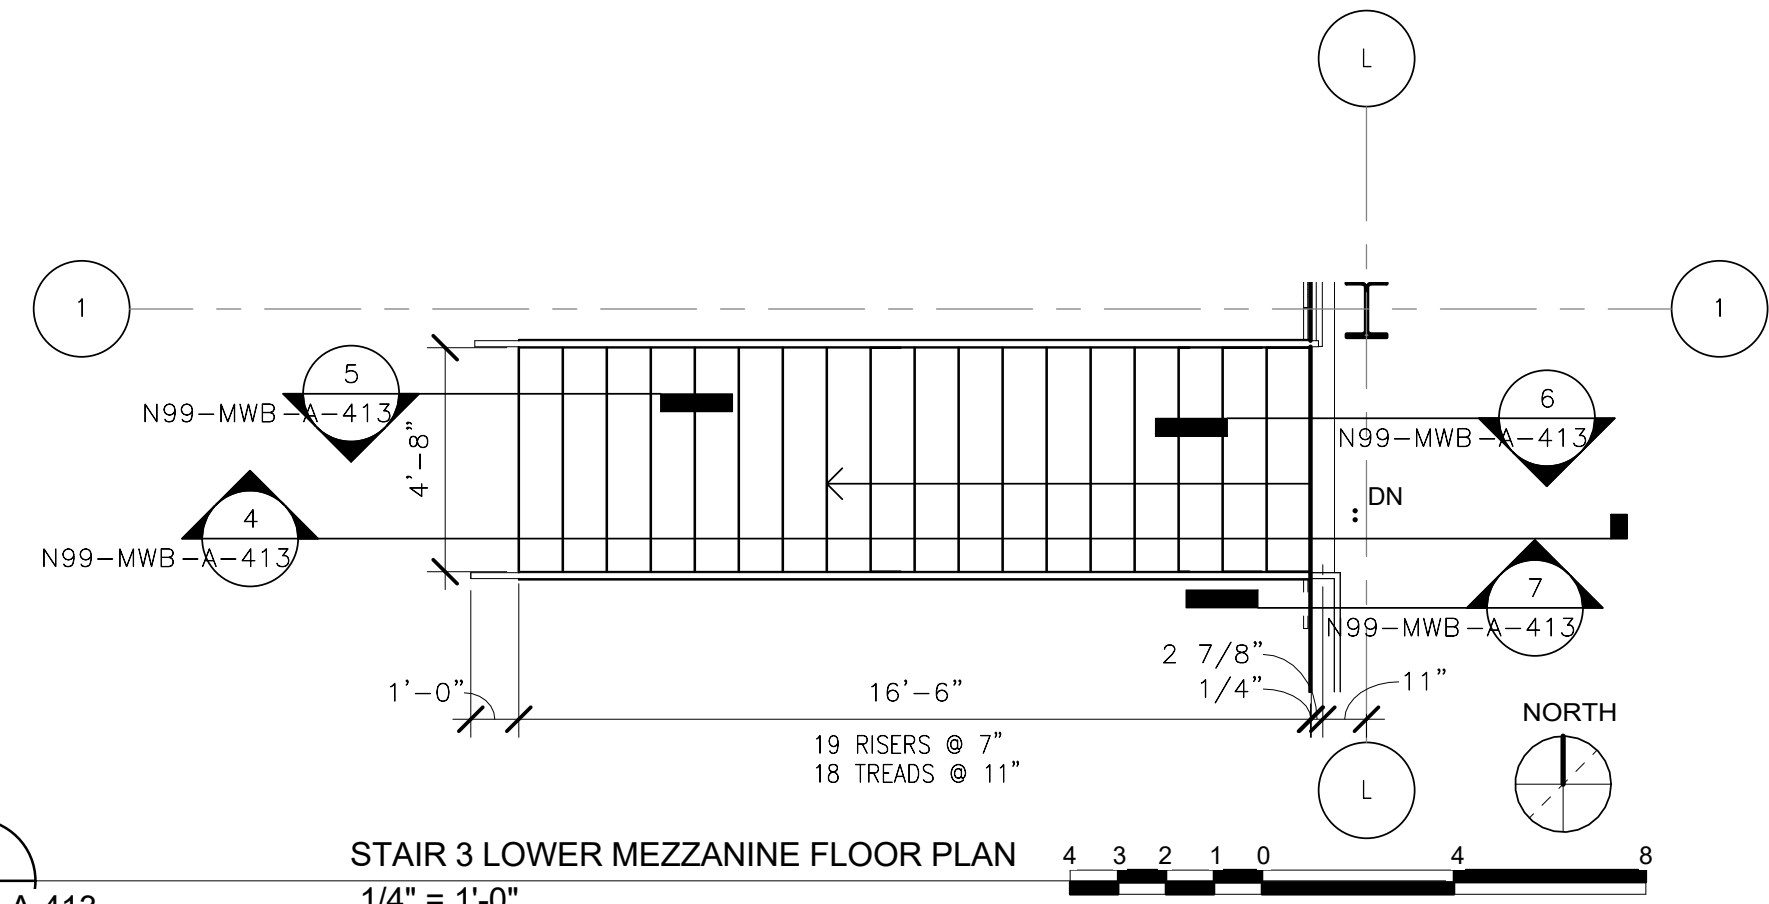 L
1
1
5
N99-MWB-A-413
4'-8"
6
N99-MWB-A-413
DN
4
N99-MWB-A-413
7
N99-MWB-A-413
2 7/8"
1/4"
11"
1'-0"
16'-6"
19 RISERS @ 7"
18 TREADS @ 11"
NORTH
L
STAIR 3 LOWER MEZZANINE FLOOR PLAN
4 3 2 1 0 4 8
1/4" = 1'-0"
A-413